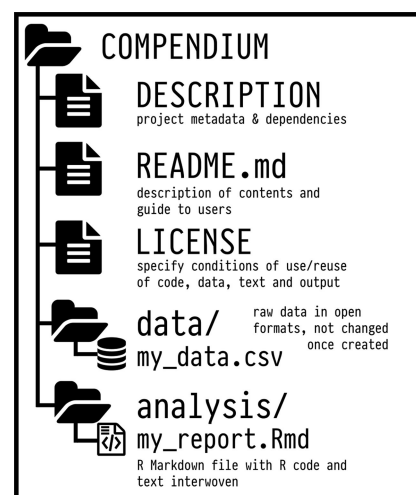 COMPENDIUM
DESCRIPTION
project metadata & dependencies
README.md
description of contents and
guide to users
LICENSE
specify conditions of use/reuse
of code, data, text and output
data/
raw data in open
formats, not changed
once created
my_data.csv
analysis/
my_report.Rmd
R Markdown file with R code and
text interwoven